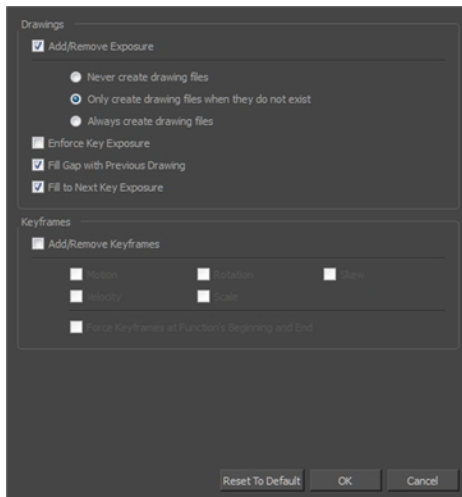 Drawings
Add/Remove Exposure
Never create drawing files
Only create drawing files when they do not exist
Always create drawing files
Enforce Key Exposure
Fill Gap with Previous Drawing
Fill to Next Key Exposure
Keyframes
Add/Remove Keyframes
Motion Rotation Skew
Velocity Scale
Force Keyframes at Function's Beginning and End
Reset To Default OK Cancel